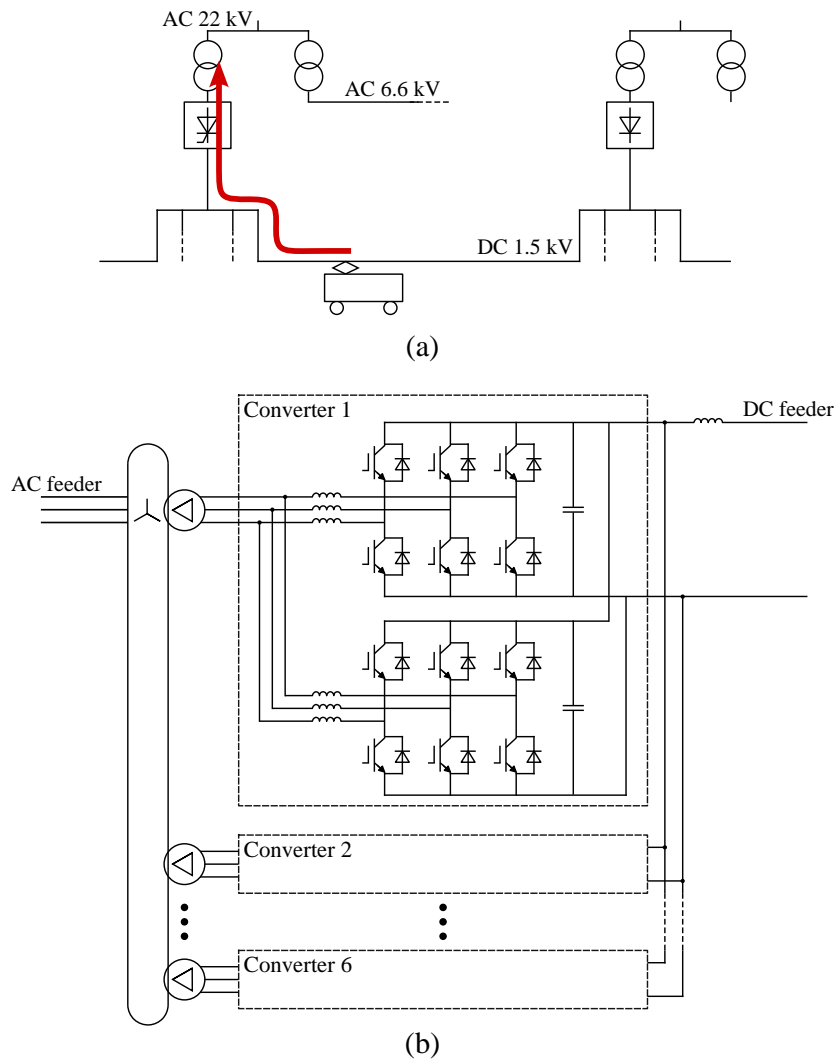 AC 22 kV
AC 6.6 kV
DC 1.5 kV
(a)
Converter 1
DC feeder
AC feeder
Converter 2
Converter 6
(b)